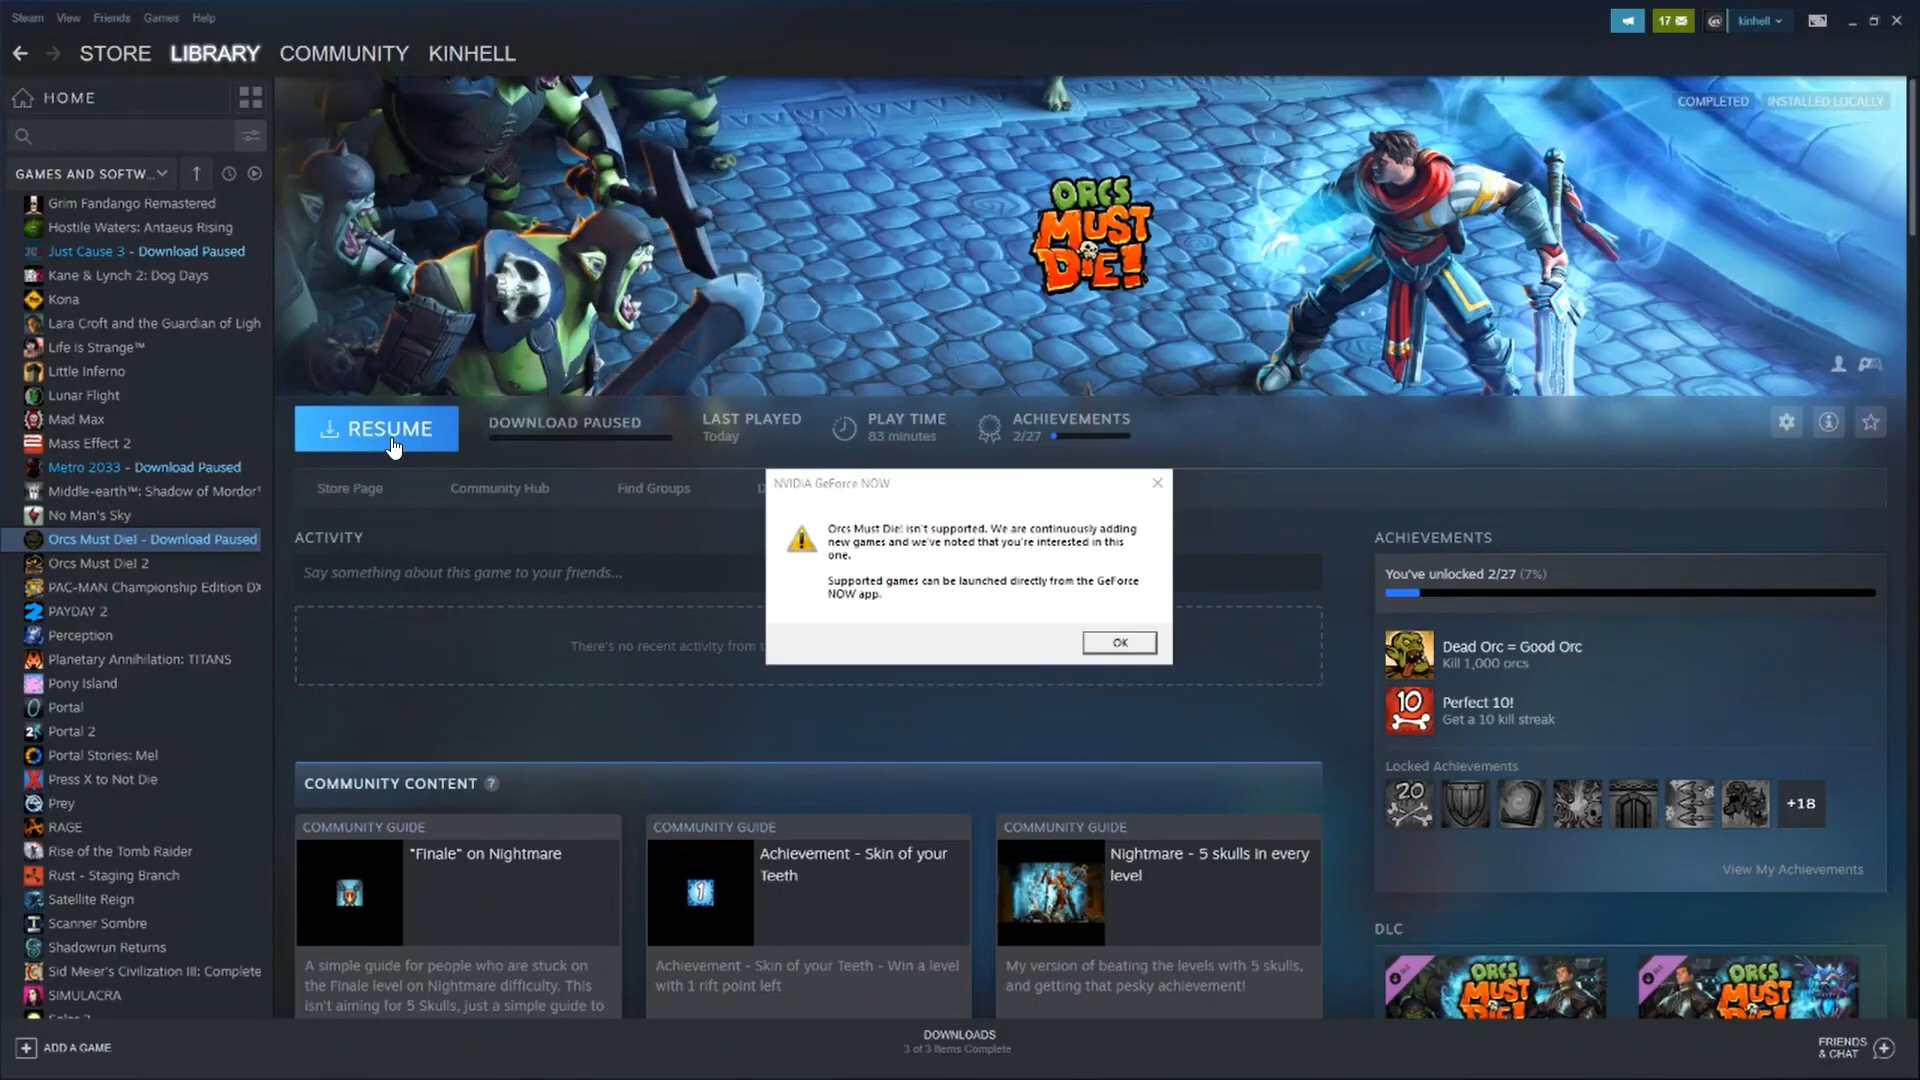 Steam View Friends Games Help
17
kinhell
STORE LIBRARY COMMUNITY KINHELL
HOME
GAMES AND SOFTW...
Grim Fandango Remastered
Hostile Waters: Antaeus Rising
Just Cause 3 - Download Paused
Kane & Lynch 2: Dog Days
Kona
Lara Croft and the Guardian of Ligh
Life is Strange™
Little Inferno
Lunar Flight
Mad Max
Mass Effect 2
Metro 2033 - Download Paused
Middle-earth™: Shadow of Mordor
No Man's Sky
Orcs Must Die! - Download Paused
Orcs Must Die! 2
PAC-MAN Championship Edition DX
PAYDAY 2
Perception
Planetary Annihilation: TITANS
Pony Island
Portal
Portal 2
Portal Stories: Mel
Press X to Not Die
Prey
RAGE
Rise of the Tomb Raider
Rust - Staging Branch
Satellite Reign
Scanner Sombre
Shadowrun Returns
Sid Meier's Civilization III: Complete
SIMULACRA
COMPLETED INSTALLED LOCALLY
ORCS
MUST
DIE!
RESUME
DOWNLOAD PAUSED
LAST PLAYED
Today
PLAY TIME
83 minutes
ACHIEVEMENTS
2/27
Store Page Community Hub Find Groups D
NVIDIA GeForce NOW
Orcs Must Die! isn't supported. We are continuously adding
new games and we've noted that you're interested in this
one.
Supported games can be launched directly from the GeForce
NOW app.
OK
ACTIVITY
Say something about this game to your friends...
There's no recent activity from
COMMUNITY CONTENT ?
COMMUNITY GUIDE
"Finale" on Nightmare
A simple guide for people who are stuck on
the Finale level on Nightmare difficulty. This
isn't aiming for 5 Skulls, just a simple guide to
COMMUNITY GUIDE
1
Achievement - Skin of your
Teeth
Achievement - Skin of your Teeth - Win a level
with 1 rift point left
COMMUNITY GUIDE
Nightmare - 5 skulls in every
level
My version of beating the levels with 5 skulls,
and getting that pesky achievement!
ACHIEVEMENTS
You've unlocked 2/27 (7%)
Dead Orc = Good Orc
Kill 1,000 orcs
10
Perfect 10!
Get a 10 kill streak
Locked Achievements
20
+18
View My Achievements
DLC
ORCS
MUST
ORCS
MUST
ADD A GAME
DOWNLOADS
3 of 3 Items Complete
FRIENDS
& CHAT